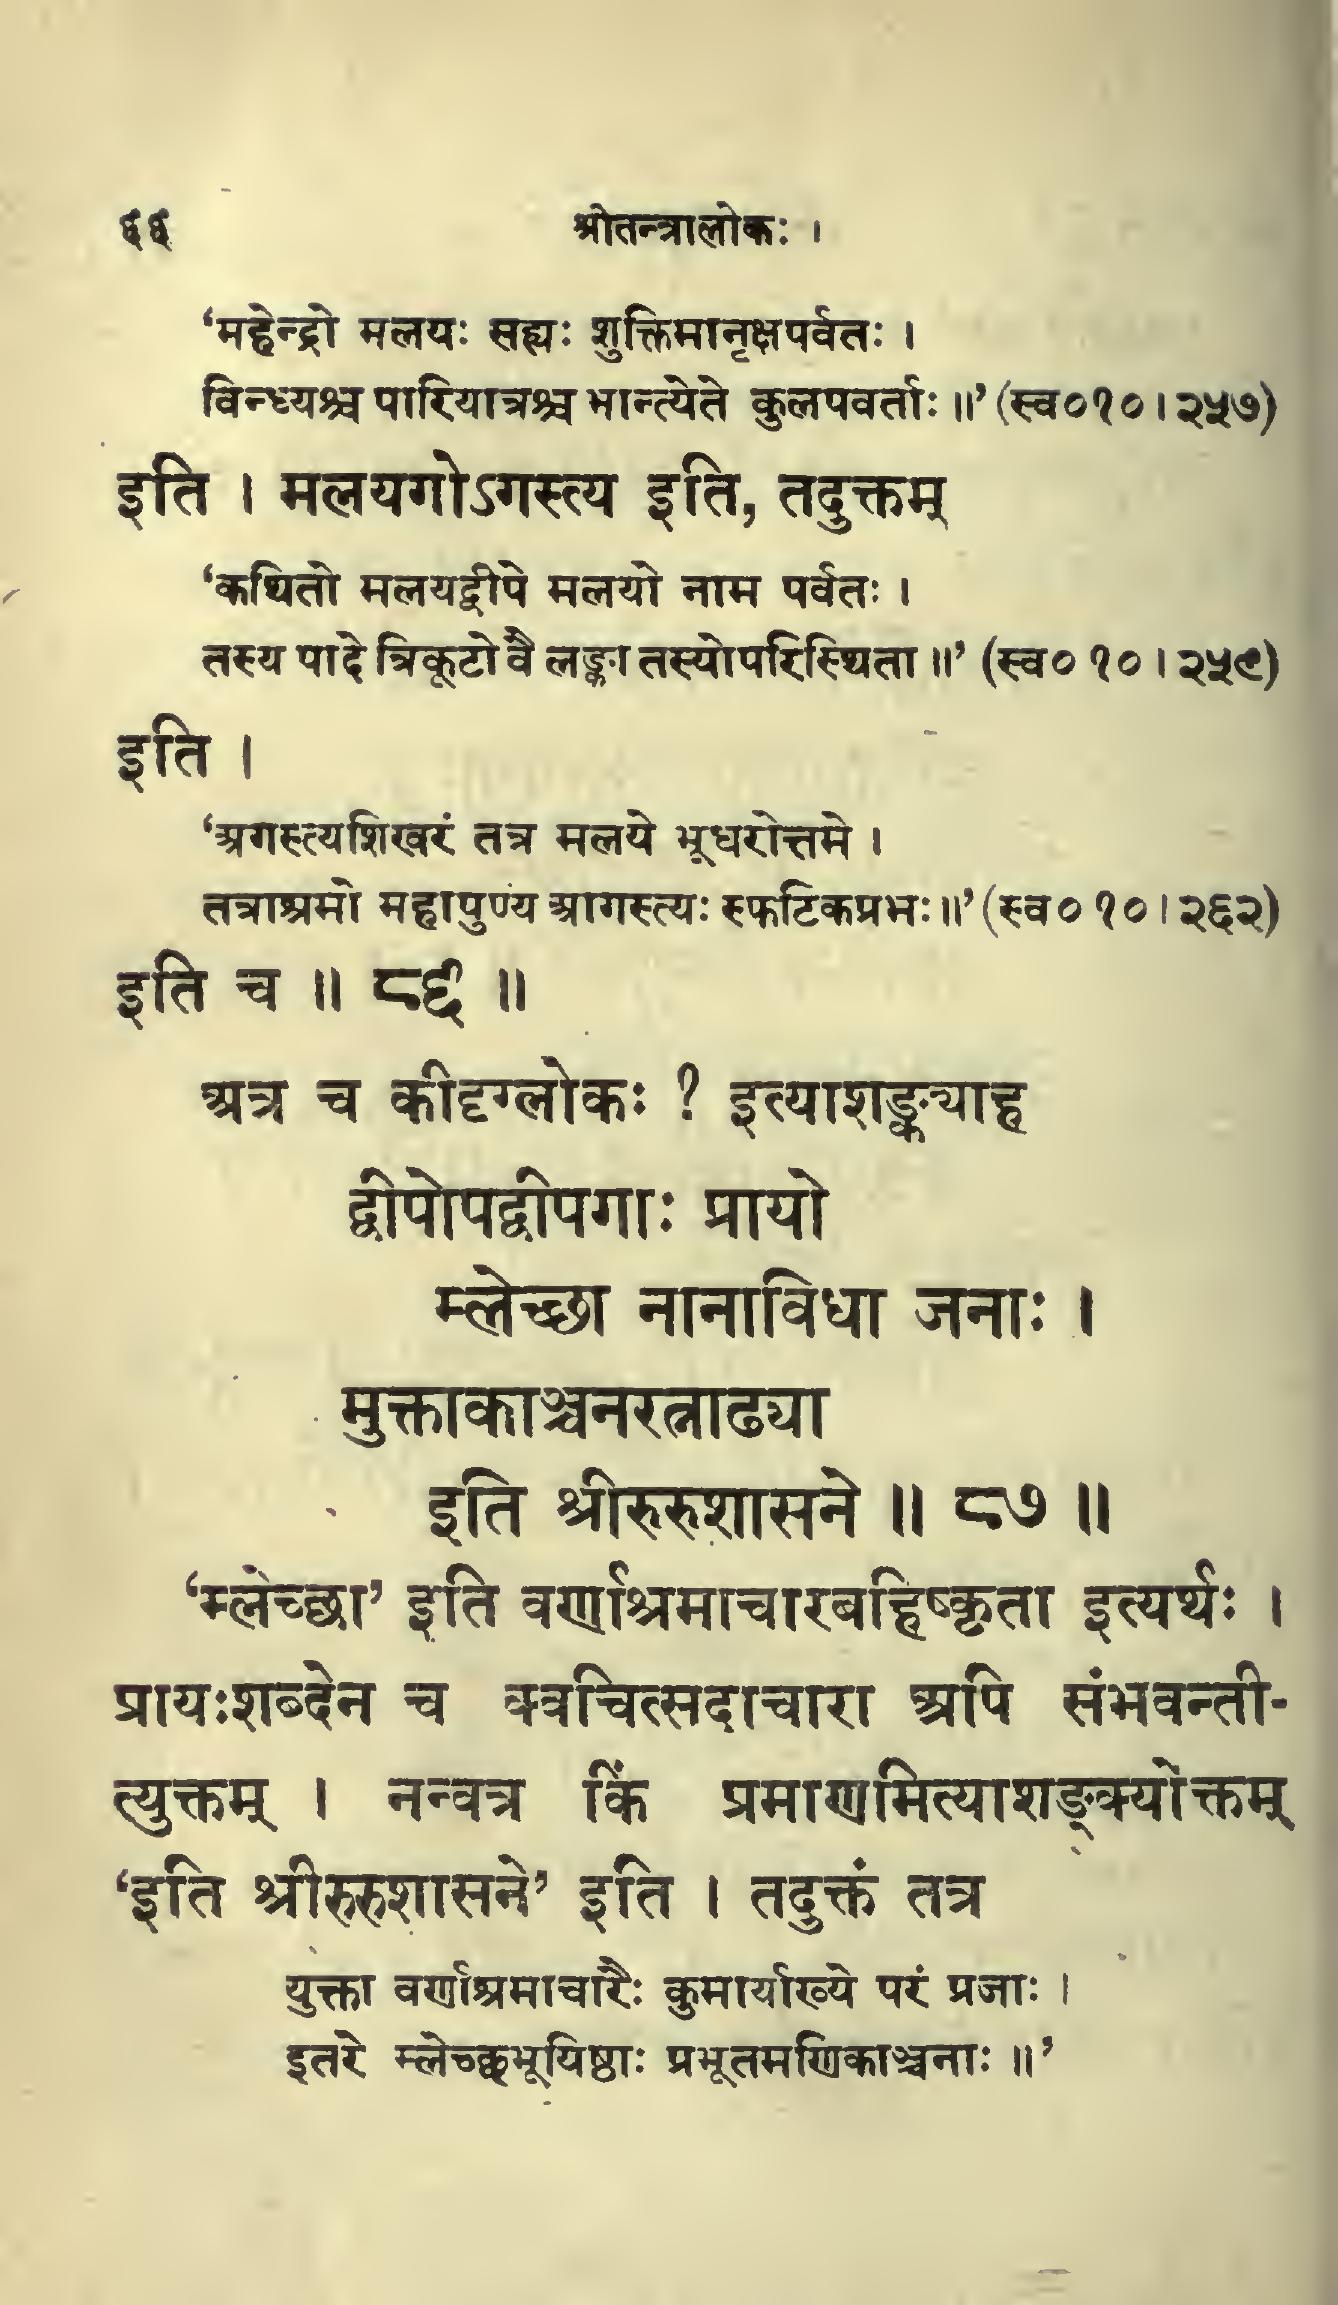 ६६ श्रीतन्त्रालोकः ।
‘महेन्द्रो मलयः सह्यः शुक्तिमानृक्षपर्वतः ।
विन्ध्यश्च पारियात्रश्च भान्त्येते कुलपवर्ताः ॥’ (स्व० १० । २५७)
इति । मलयगोऽगस्त्य इति, तदुक्तम्
‘कथितो मलयद्वीपे मलयो नाम पर्वतः ।
तस्य पादे त्रिकूटो वै लङ्का तस्योपरिस्थिता ॥’ (स्व० १० । २५९)
इति ।
‘अगस्त्यशिखरं तत्र मलये भूधरोत्तमे ।
तत्राश्रमो महापुण्य आगस्त्यः स्फटिकप्रभः ॥’ (स्व० १० । २६२)
इति च ॥ ८६ ॥
अत्र च कीदृग्लोकः ? इत्याशङ्क्याह
द्वीपोपद्वीपगाः प्रायो
म्लेच्छा नानाविधा जनाः ।
मुक्ताकाञ्चनरत्नाढ्या
इति श्रीरुरुशासने ॥ ८७ ॥
‘म्लेच्छा’ इति वर्णाश्रमाचारबहिष्कृता इत्यर्थः ।
प्रायःशब्देन च क्वचित्सदाचारा अपि संभवन्ती-
त्युक्तम् । नन्वत्र किं प्रमाणमित्याशङ्क्योक्तम्
‘इति श्रीरुरुशासने’ इति । तदुक्तं तत्र
युक्ता वर्णाश्रमाचारैः कुमार्याख्ये परं प्रजाः ।
इतरे म्लेच्छभूयिष्ठाः प्रभूतमणिकाञ्चनाः ॥’